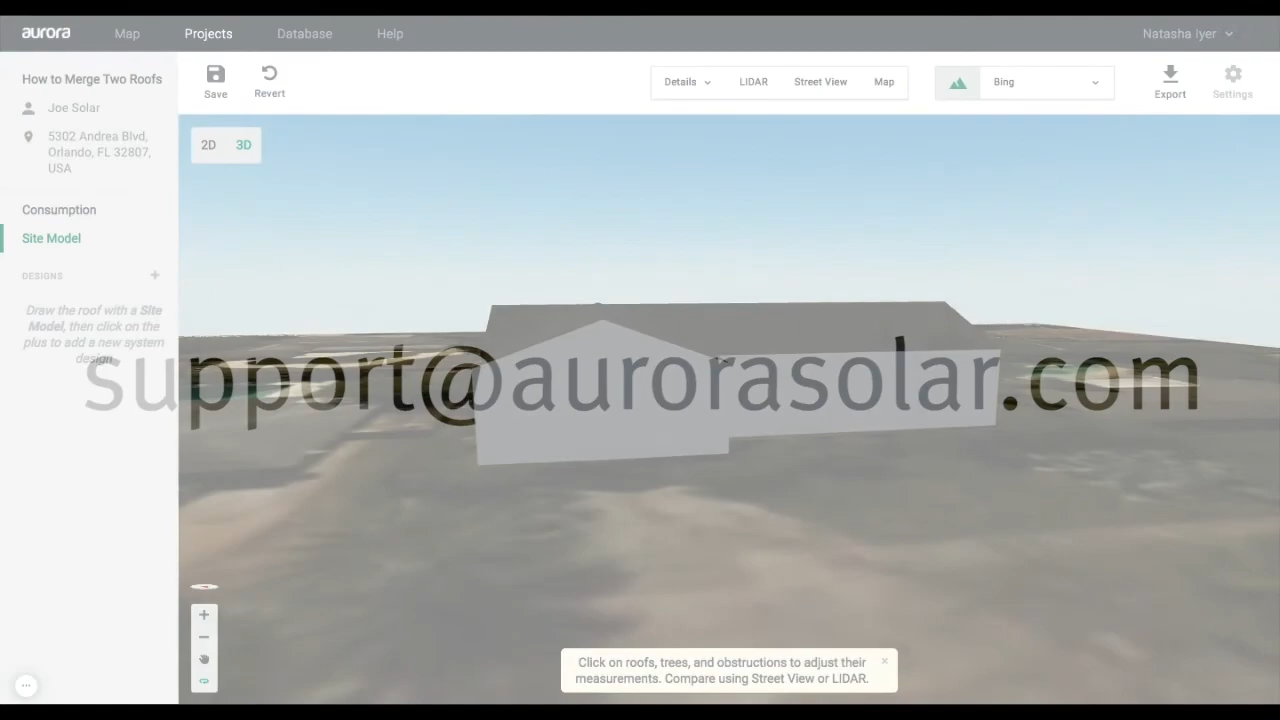 aurora Map Projects Database Help Natasha Iyer
How to Merge Two Roofs
Joe Solar
5302 Andrea Blvd,
Orlando, FL 32807,
USA
Consumption
Site Model
DESIGNS +
Draw the roof with a Site
Model, then click on the
plus to add a new system
design.
Save
Revert
Details
LIDAR
Street View
Map
Bing
Export
Settings
2D 3D
support@aurorasolar.com
+
−
Click on roofs, trees, and obstructions to adjust their
measurements. Compare using Street View or LIDAR.
×
...